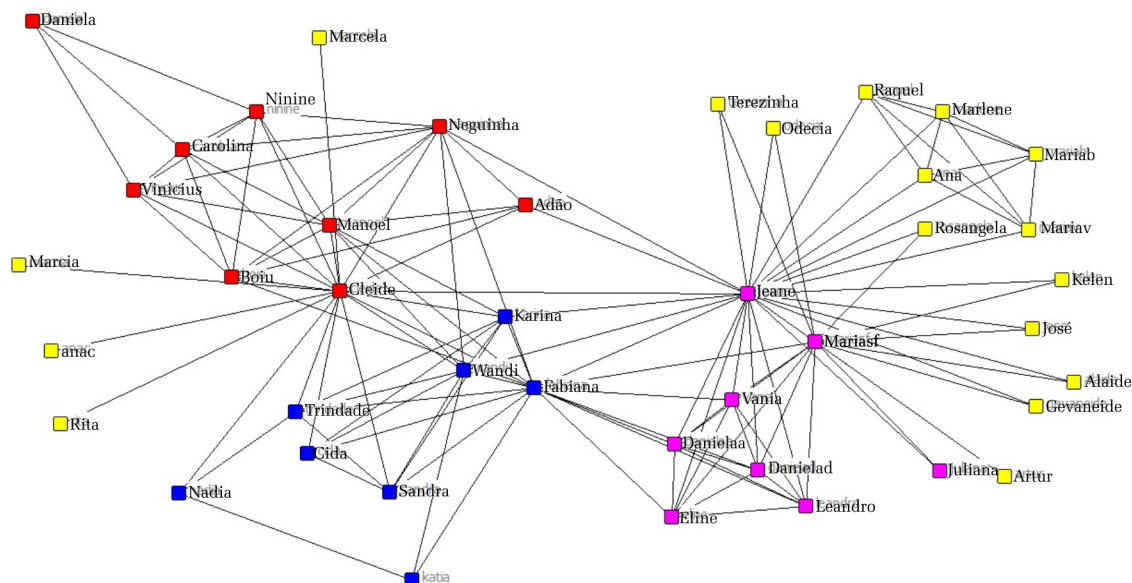 Daniela
Marcela
Ninine
Neguinha
Carolina
Vinicius
Manoel
Adão
Marcia
Boiu
Cleide
Karina
anac
Wandi
Fabiana
Rita
Trindade
Cida
Nadia
Sandra
katia
Terezinha
Odecia
Raquel
Marlene
Mariab
Ana
Rosangela
Mariav
Jeane
Kelen
José
Mariasf
Alaide
Gevaneide
Vania
Danielaa
Danielad
Juliana
Artur
Leandro
Eline